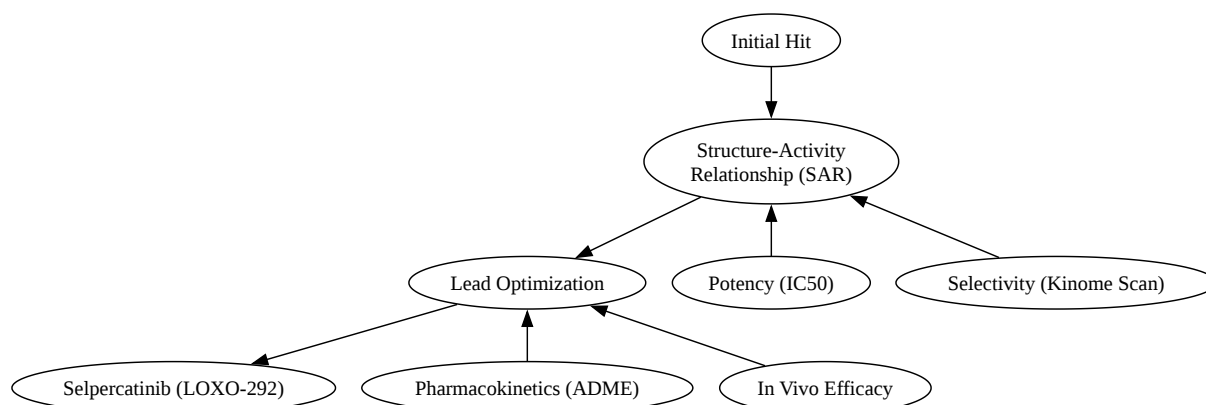 Initial Hit
Structure-Activity
Relationship (SAR)
Lead Optimization
Potency (IC50)
Selectivity (Kinome Scan)
Selpercatinib (LOXO-292)
Pharmacokinetics (ADME)
In Vivo Efficacy